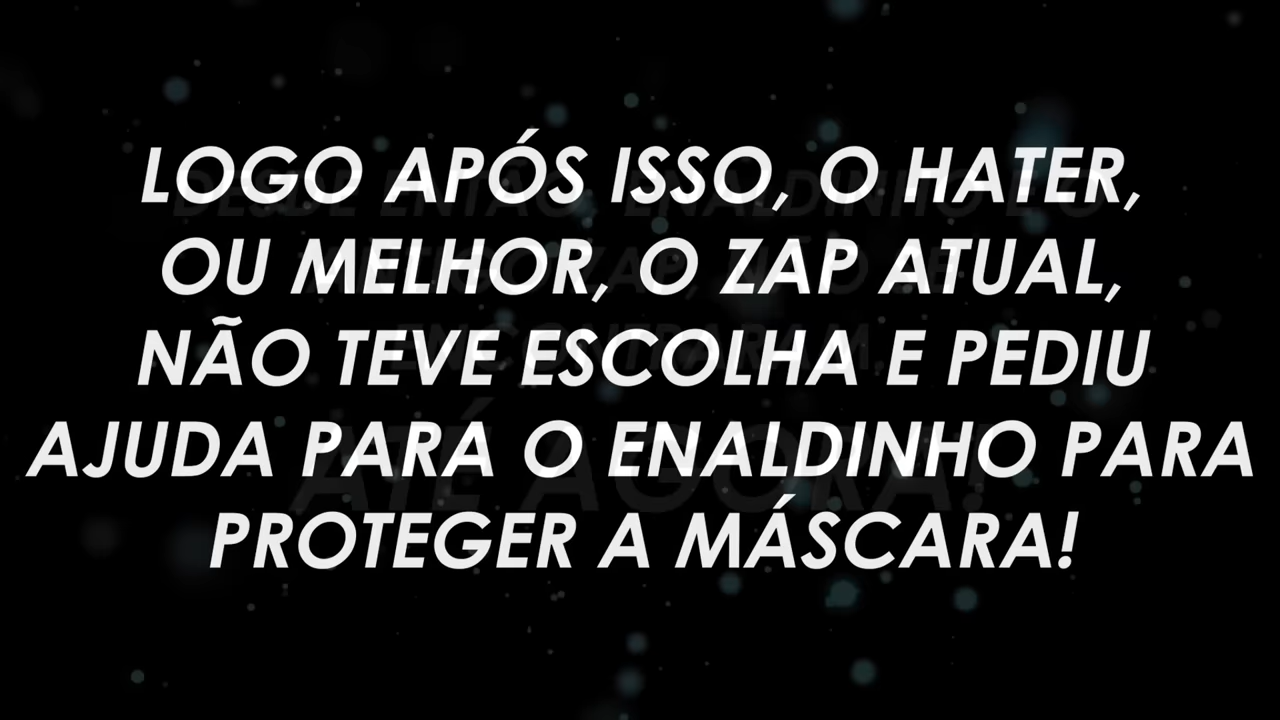 LOGO APÓS ISSO, O HATER,
OU MELHOR, O ZAP ATUAL,
NÃO TEVE ESCOLHA E PEDIU
AJUDA PARA O ENALDINHO PARA
PROTEGER A MÁSCARA!